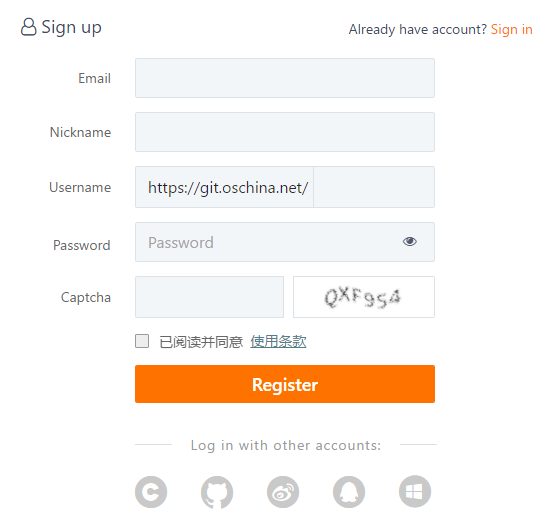 Sign up
Already have account? Sign in
Email
Nickname
Username https://git.oschina.net/
Password Password
Captcha QXF954
已阅读并同意 使用条款
Register
Log in with other accounts: